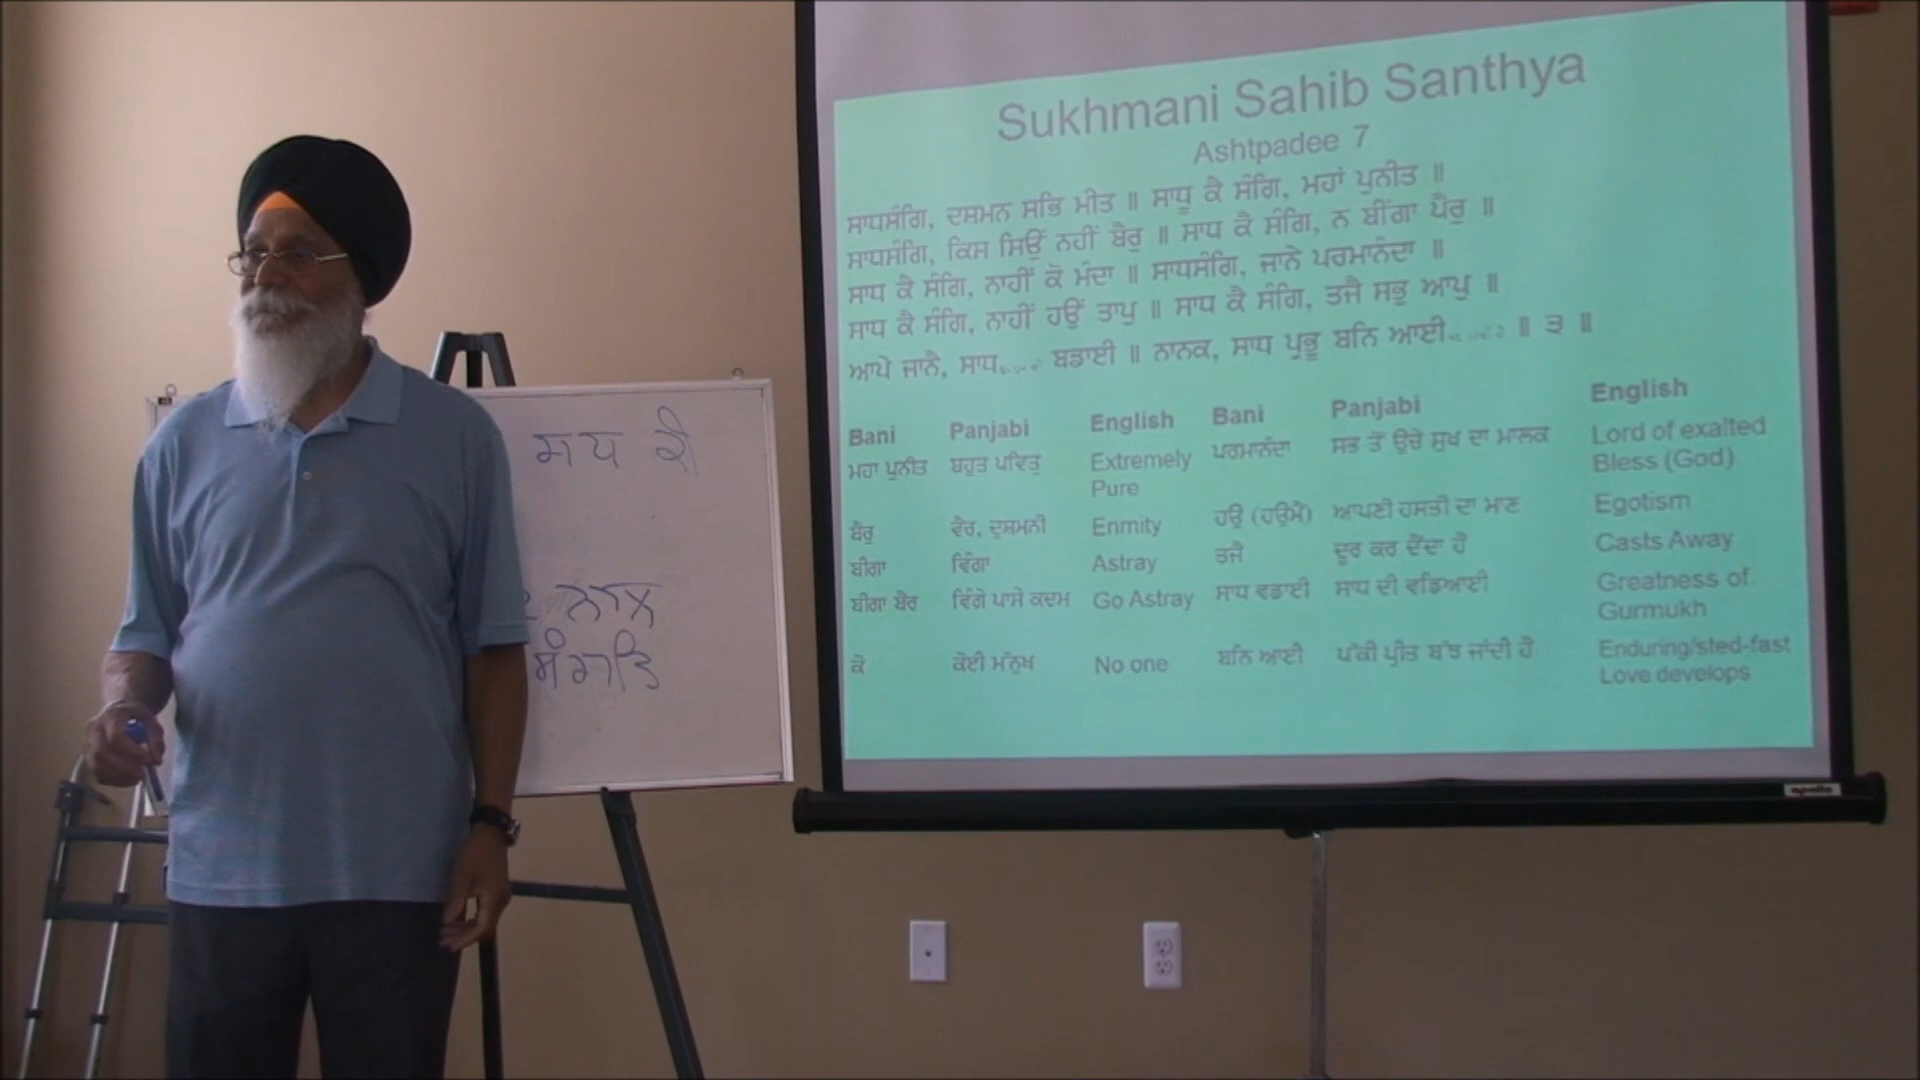 Sukhmani Sahib Santhya
Ashtpadee 7
ਸਾਧਸੰਗਿ, ਦੁਸਮਨ ਸਭਿ ਮੀਤ ॥ ਸਾਧੂ ਕੈ ਸੰਗਿ, ਮਹਾਂ ਪੁਨੀਤ ॥
ਸਾਧਸੰਗਿ, ਕਿਸ ਸਿਉਂ ਨਹੀਂ ਬੈਰੁ ॥ ਸਾਧ ਕੈ ਸੰਗਿ, ਨ ਬੀਂਗਾ ਪੈਰੁ ॥
ਸਾਧ ਕੈ ਸੰਗਿ, ਨਾਹੀਂ ਕੋ ਮੰਦਾ ॥ ਸਾਧਸੰਗਿ, ਜਾਨੇ ਪਰਮਾਨੰਦਾ ॥
ਸਾਧ ਕੈ ਸੰਗਿ, ਨਾਹੀਂ ਹਉਂ ਤਾਪੁ ॥ ਸਾਧ ਕੈ ਸੰਗਿ, ਤਜੈ ਸਭੁ ਆਪੁ ॥
ਆਪੇ ਜਾਨੈ, ਸਾਧ ਬਡਾਈ ॥ ਨਾਨਕ, ਸਾਧ ਪ੍ਰਭੂ ਬਨਿ ਆਈ ॥ ੩ ॥
Bani Panjabi English Bani Panjabi English
ਮਹਾ ਪੁਨੀਤ ਬਹੁਤ ਪਵਿਤੁ Extremely Pure ਪਰਮਾਨੰਦਾ ਸਭ ਤੋਂ ਉਚੇ ਸੁਖ ਦਾ ਮਾਲਕ Lord of exalted Bless (God)
ਬੈਰੁ ਵੈਰ, ਦੁਸ਼ਮਨੀ Enmity ਹਉ (ਹਉਮੈ) ਆਪਣੀ ਹਸਤੀ ਦਾ ਮਾਣ Egotism
ਬੀਗਾ ਵਿੰਗਾ Astray ਤਜੈ ਦੂਰ ਕਰ ਦੇਂਦਾ ਹੈ Casts Away
ਬੀਗਾ ਬੈਰ ਵਿੰਗੇ ਪਾਸੇ ਕਦਮ Go Astray ਸਾਧ ਵਡਾਈ ਸਾਧ ਦੀ ਵਡਿਆਈ Greatness of Gurmukh
ਕੋ ਕੋਈ ਮੱਨੁਖ No one ਬਨਿ ਆਈ ਪੱਕੀ ਪ੍ਰੀਤ ਬੱਝ ਜਾਂਦੀ ਹੈ Enduring/sted-fast Love develops
ਸਾਧ ਕੀ
ਨਾਲ
ਸੰਗਤਿ
apollo